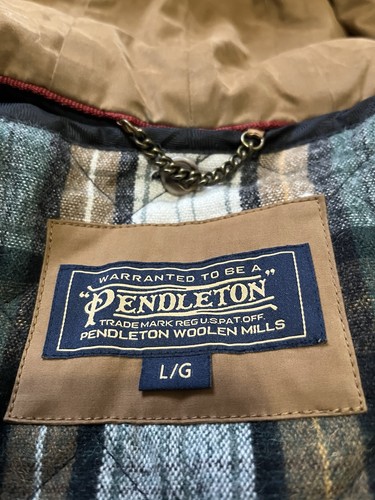 WARRANTED TO BE A
"PENDLETON"
TRADE MARK REG U.S. PAT. OFF.
PENDLETON WOOLEN MILLS
L/G